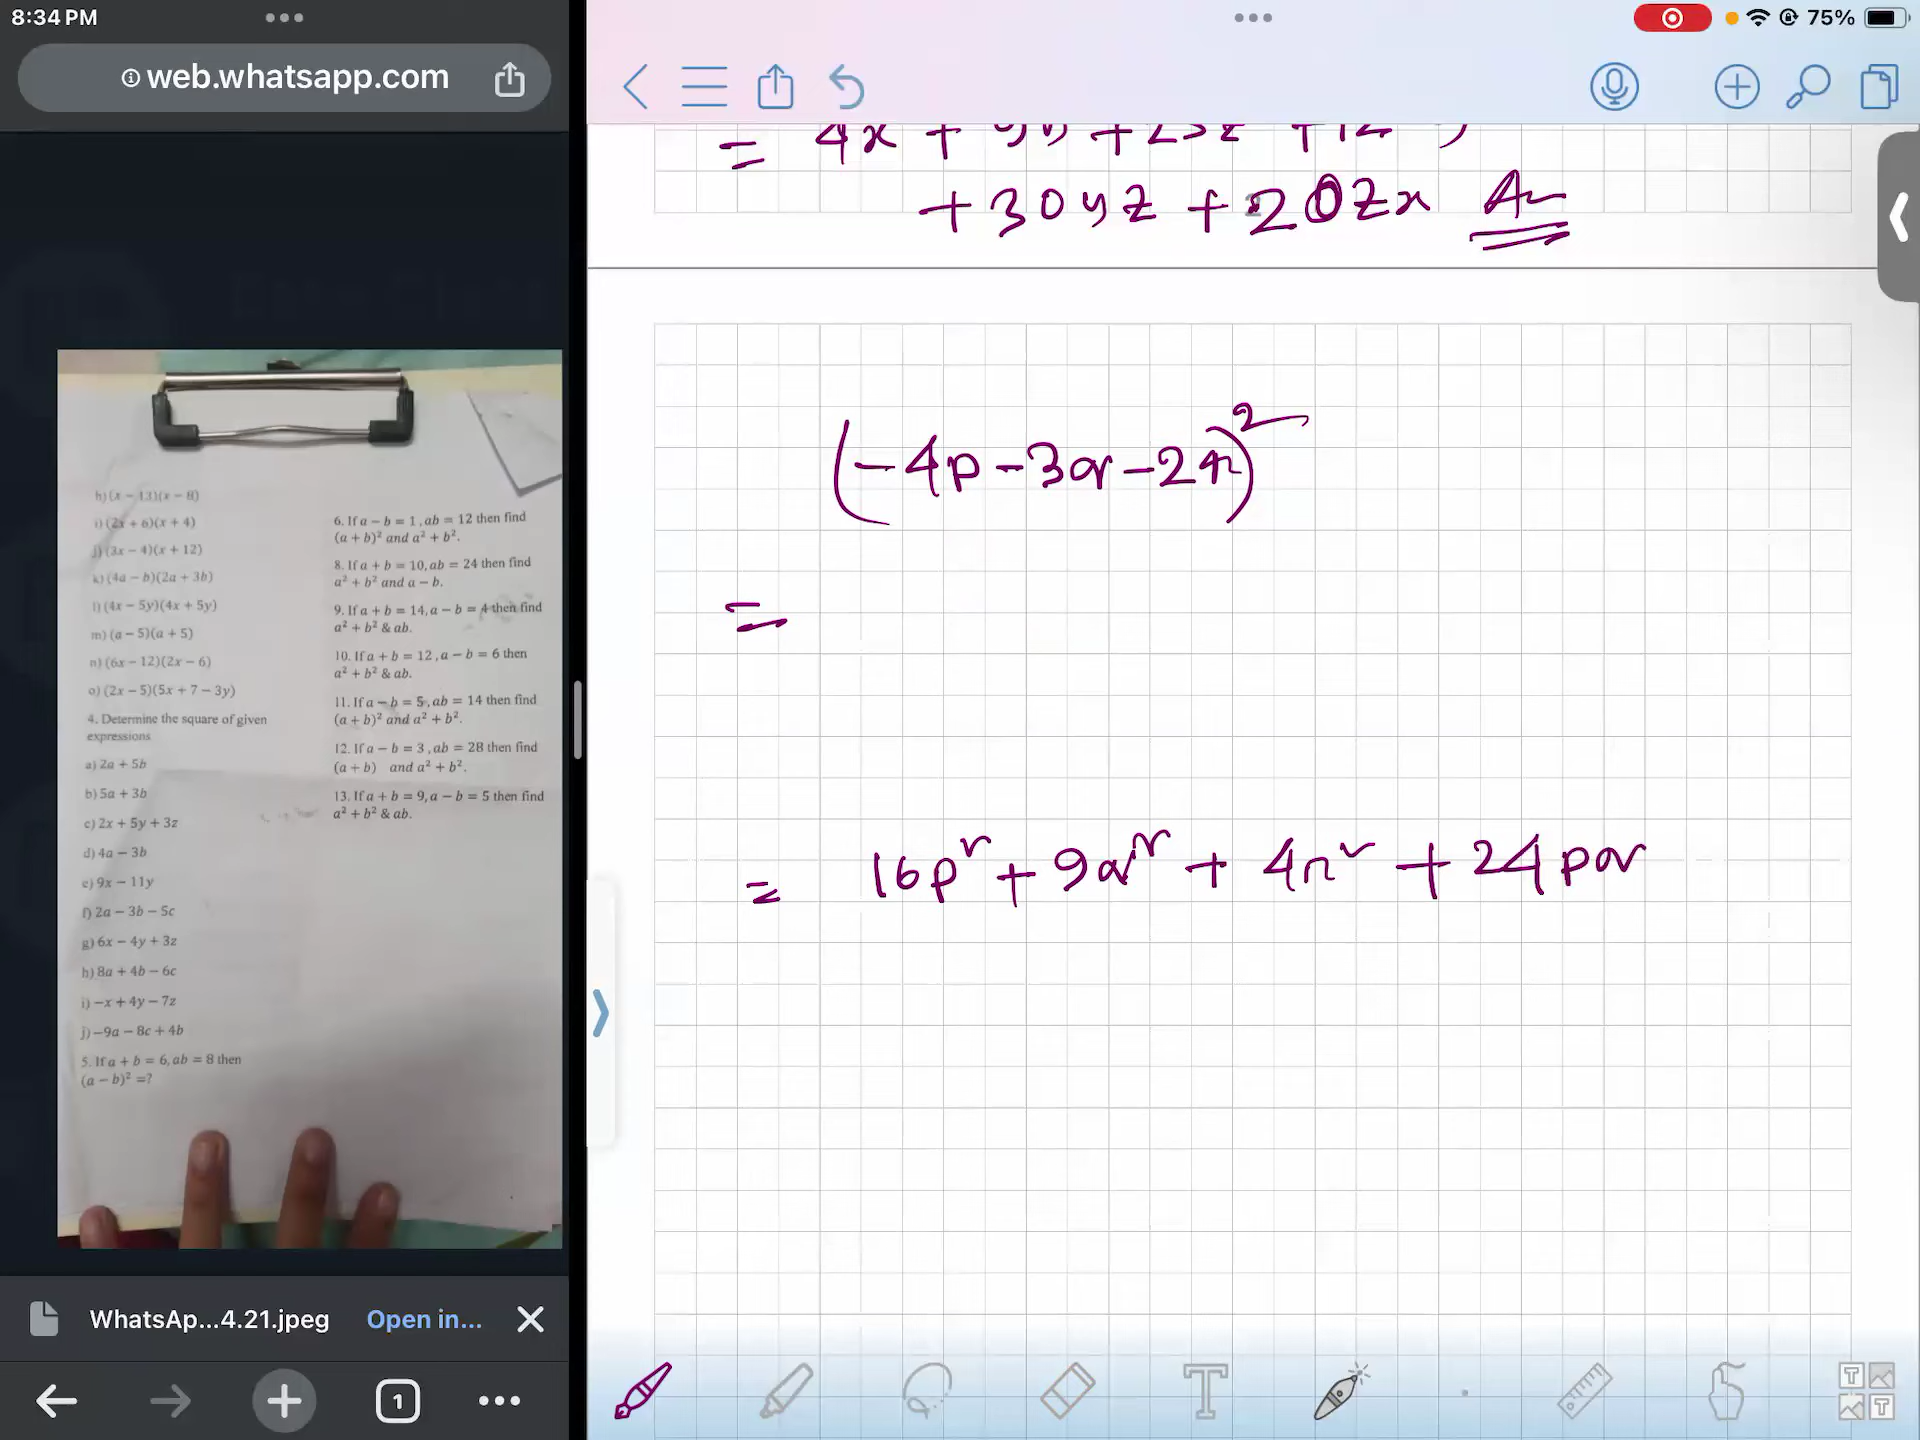 8:34 PM
web.whatsapp.com
h) (x − 13)(x − 8)
i) (2x + 6)(x + 4)
j) (3x − 4)(x + 12)
k) (4a − b)(2a + 3b)
l) (4x − 5y)(4x + 5y)
m) (a − 5)(a + 5)
n) (6x − 12)(2x − 6)
o) (2x − 5)(5x + 7 − 3y)
4. Determine the square of given
expressions
a) 2a + 5b
b) 5a + 3b
c) 2x + 5y + 3z
d) 4a − 3b
e) 9x − 11y
f) 2a − 3b − 5c
g) 6x − 4y + 3z
h) 8a + 4b − 6c
i) −x + 4y − 7z
j) −9a − 8c + 4b
5. If a + b = 6, ab = 8 then
(a − b)² =?
6. If a − b = 1, ab = 12 then find
(a + b)² and a² + b².
8. If a + b = 10, ab = 24 then find
a² + b² and a − b.
9. If a + b = 14, a − b = 4 then find
a² + b² & ab.
10. If a + b = 12, a − b = 6 then
a² + b² & ab.
11. If a − b = 5, ab = 14 then find
(a + b)² and a² + b².
12. If a − b = 3, ab = 28 then find
(a + b) and a² + b².
13. If a + b = 9, a − b = 5 then find
a² + b² & ab.
WhatsAp...4.21.jpeg Open in...
1
75%
+ 30yz + 20zx
(−4p − 3q − 2r)²
=
= 16p² + 9q² + 4r² + 24pq
T